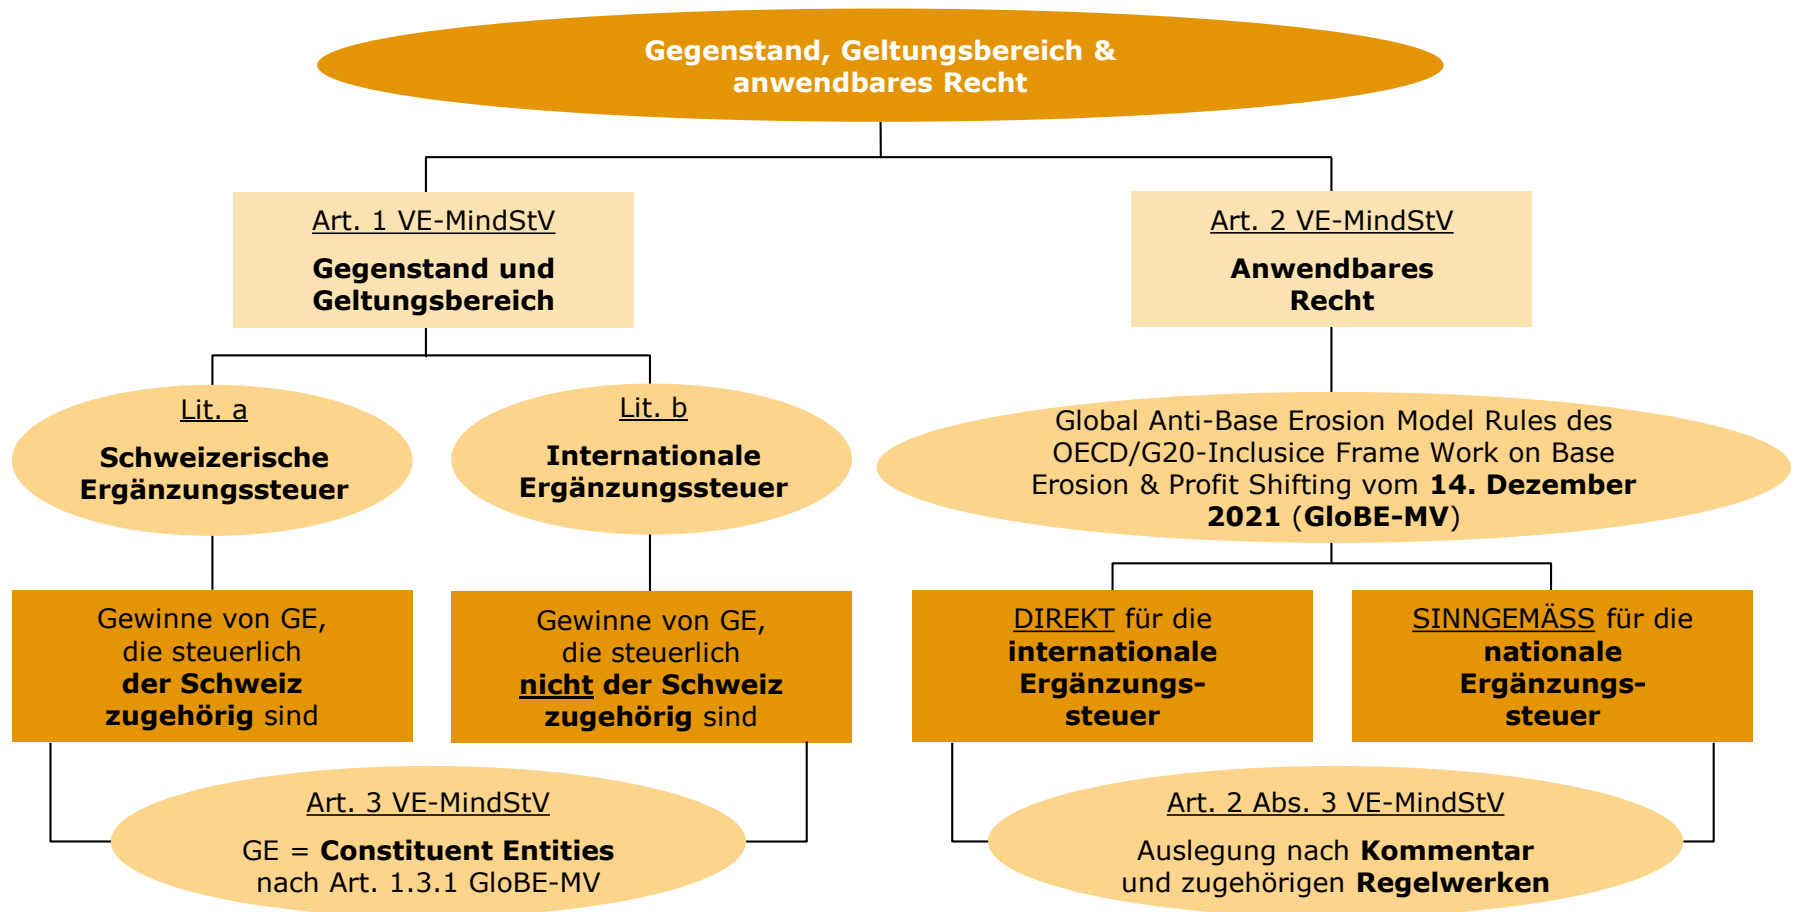 Gegenstand, Geltungsbereich &
anwendbares Recht
Art. 1 VE-MindStV
Gegenstand und
Geltungsbereich
Art. 2 VE-MindStV
Anwendbares
Recht
Lit. a
Schweizerische
Ergänzungssteuer
Lit. b
Internationale
Ergänzungssteuer
Global Anti-Base Erosion Model Rules des
OECD/G20-Inclusice Frame Work on Base
Erosion & Profit Shifting vom 14. Dezember
2021 (GloBE-MV)
Gewinne von GE,
die steuerlich
der Schweiz
zugehörig sind
Gewinne von GE,
die steuerlich
nicht der Schweiz
zugehörig sind
DIREKT für die
internationale
Ergänzungs-
steuer
SINNGEMÄSS für die
nationale
Ergänzungs-
steuer
Art. 3 VE-MindStV
GE = Constituent Entities
nach Art. 1.3.1 GloBE-MV
Art. 2 Abs. 3 VE-MindStV
Auslegung nach Kommentar
und zugehörigen Regelwerken